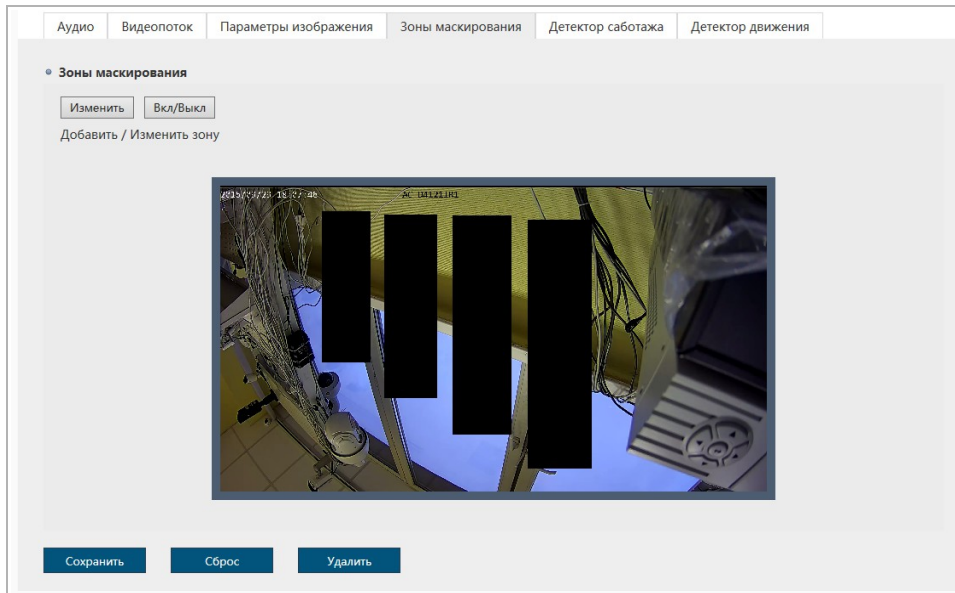 Аудио Видеопоток Параметры изображения Зоны маскирования Детектор саботажа Детектор движения
Зоны маскирования
Изменить Вкл/Выкл
Добавить / Изменить зону
Сохранить Сброс Удалить